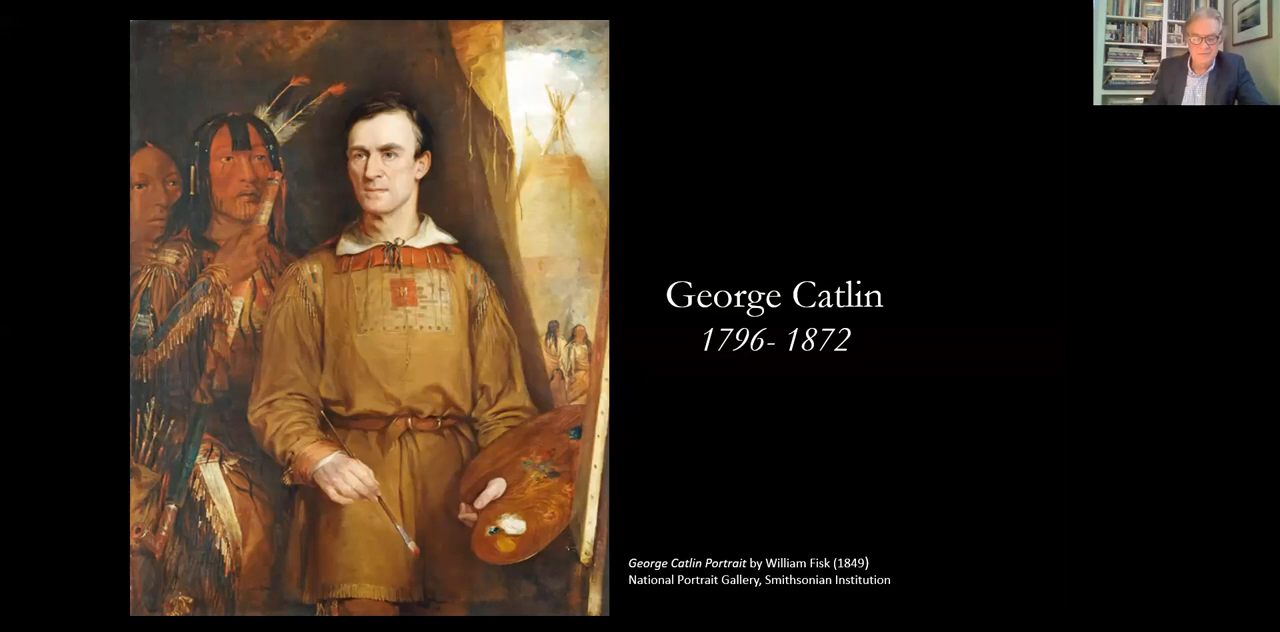 George Catlin
1796- 1872
George Catlin Portrait by William Fisk (1849)
National Portrait Gallery, Smithsonian Institution